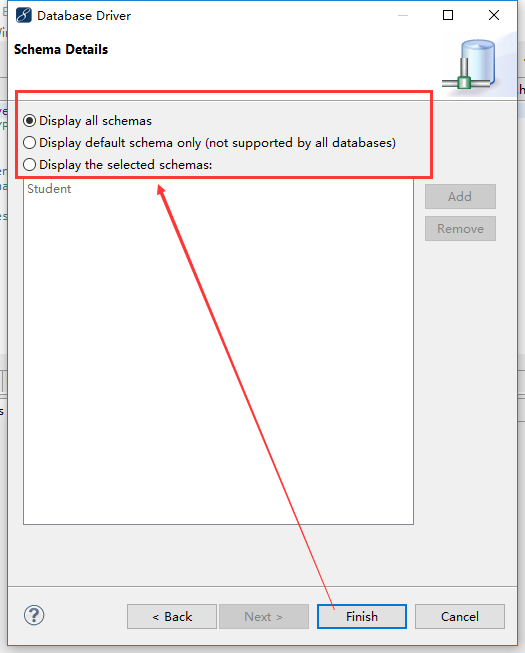 Database Driver
Schema Details
Display all schemas
Display default schema only (not supported by all databases)
Display the selected schemas:
Student
Add
Remove
< Back
Next >
Finish
Cancel